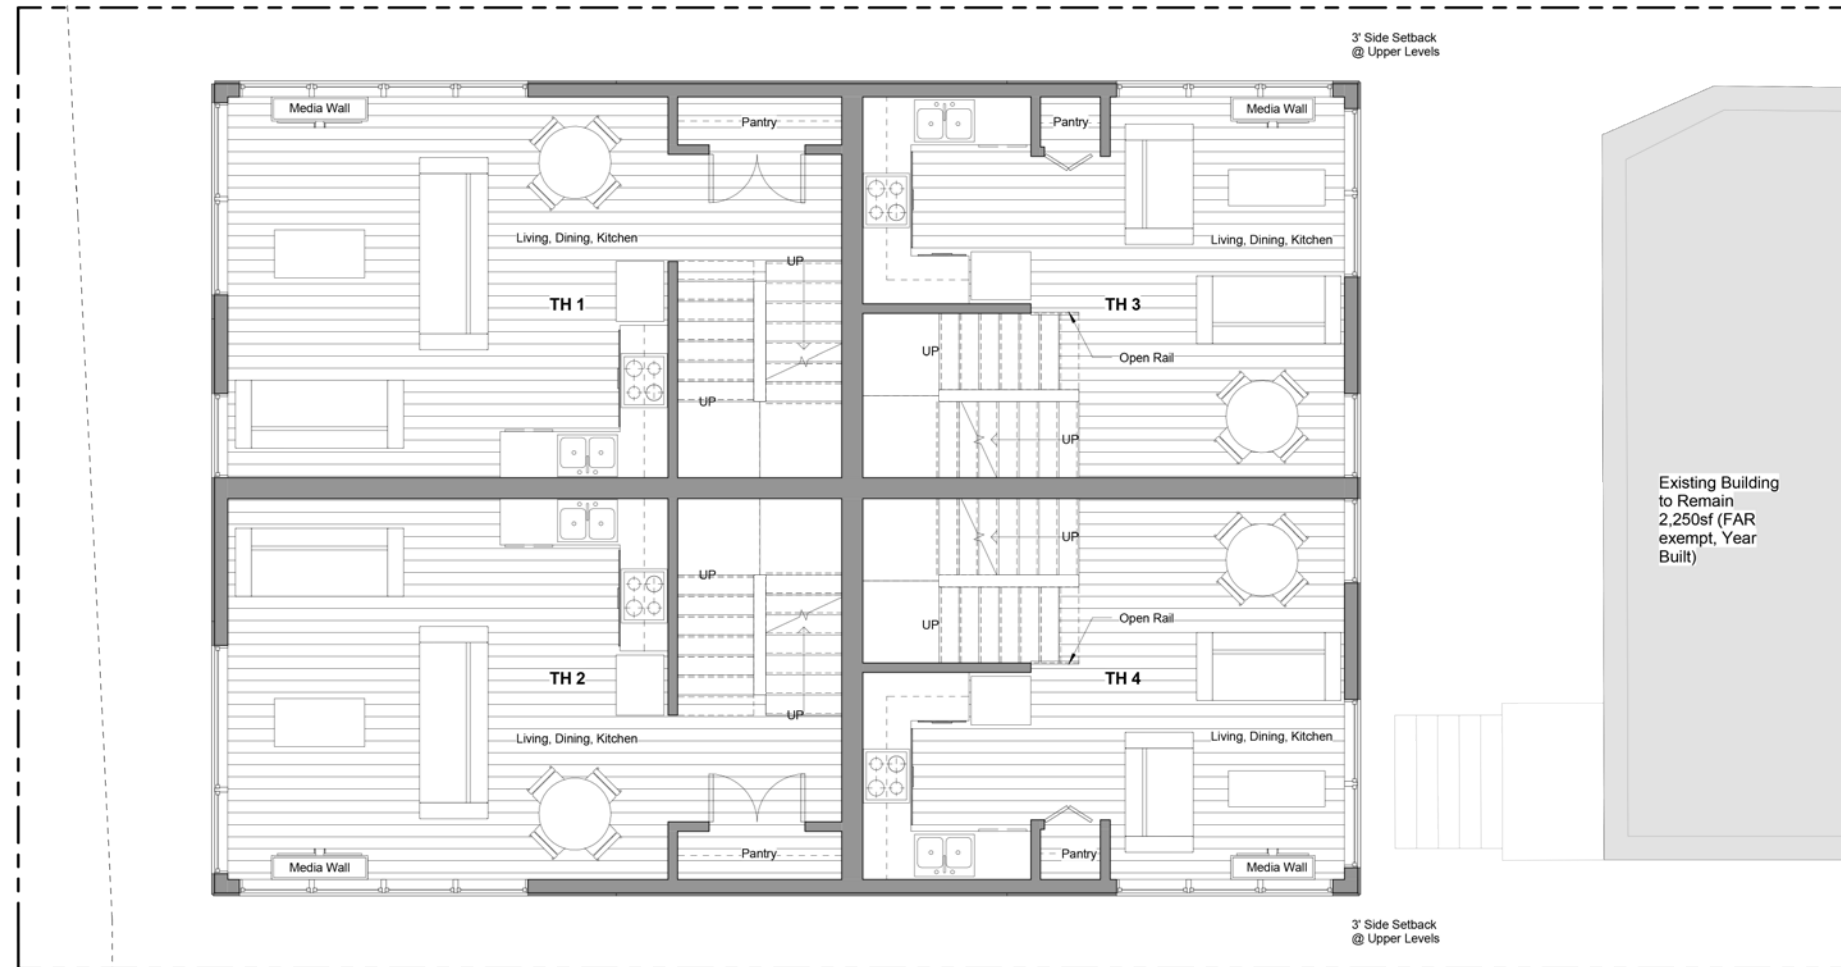 3' Side Setback
@ Upper Levels
Media Wall
Pantry
Pantry
Media Wall
Living, Dining, Kitchen
Living, Dining, Kitchen
UP
TH 1
TH 3
UP
Open Rail
UP
UP
Existing Building
to Remain
2,250sf (FAR
exempt, Year
Built)
UP
UP
UP
Open Rail
TH 2
TH 4
UP
Living, Dining, Kitchen
Living, Dining, Kitchen
Pantry
Pantry
Media Wall
Media Wall
3' Side Setback
@ Upper Levels